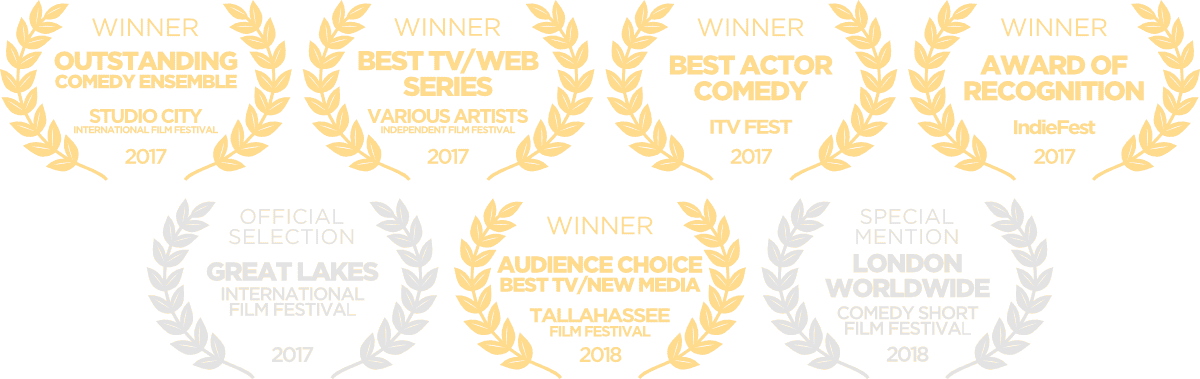 WINNER
OUTSTANDING
COMEDY ENSEMBLE
STUDIO CITY
INTERNATIONAL FILM FESTIVAL
2017
WINNER
BEST TV/WEB
SERIES
VARIOUS ARTISTS
INDEPENDENT FILM FESTIVAL
2017
WINNER
BEST ACTOR
COMEDY
ITV FEST
2017
WINNER
AWARD OF
RECOGNITION
IndieFest
2017
OFFICIAL
SELECTION
GREAT LAKES
INTERNATIONAL
FILM FESTIVAL
2017
WINNER
AUDIENCE CHOICE
BEST TV/NEW MEDIA
TALLAHASSEE
FILM FESTIVAL
2018
SPECIAL
MENTION
LONDON
WORLDWIDE
COMEDY SHORT
FILM FESTIVAL
2018